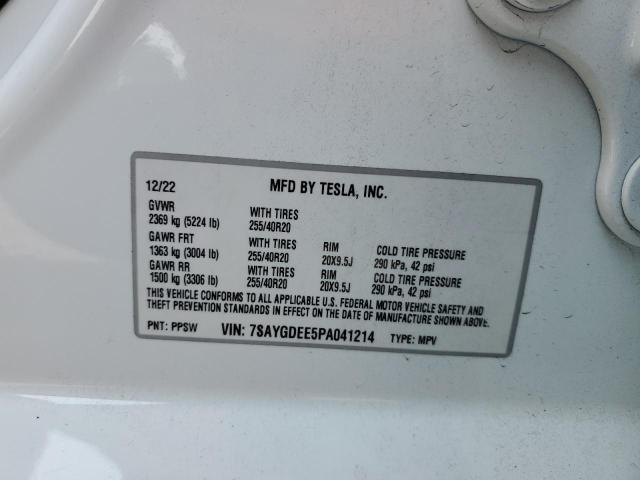 12/22 MFD BY TESLA, INC.
GVWR WITH TIRES
2369 kg (5224 lb) 255/40R20
GAWR FRT WITH TIRES RIM COLD TIRE PRESSURE
1363 kg (3004 lb) 255/40R20 20X9.5J 290 kPa, 42 psi
GAWR RR WITH TIRES RIM COLD TIRE PRESSURE
1500 kg (3306 lb) 255/40R20 20X9.5J 290 kPa, 42 psi
THIS VEHICLE CONFORMS TO ALL APPLICABLE U.S. FEDERAL MOTOR VEHICLE SAFETY AND
THEFT PREVENTION STANDARDS IN EFFECT ON THE DATE OF MANUFACTURE SHOWN ABOVE.
PNT: PPSW VIN: 7SAYGDEE5PA041214 TYPE: MPV